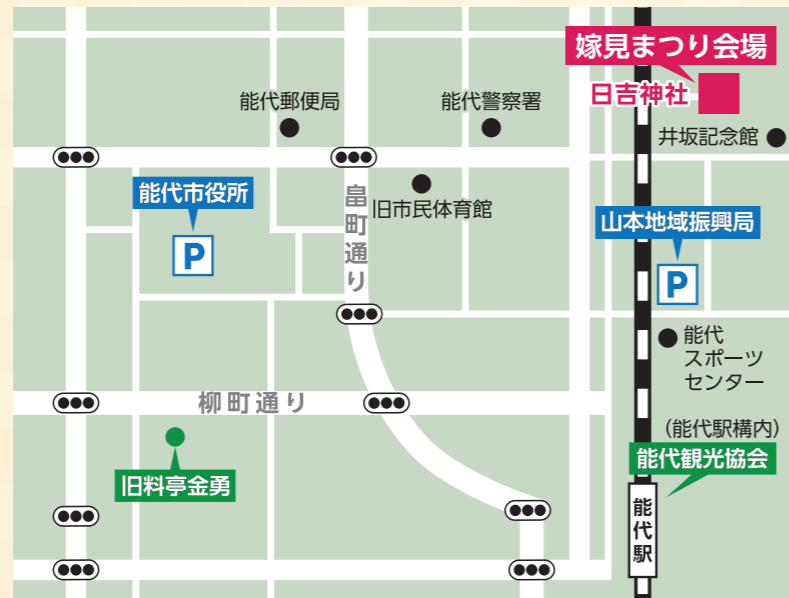 嫁見まつり会場
日吉神社
能代郵便局
能代警察署
井坂記念館
能代市役所
P
畠町通り
旧市民体育館
山本地域振興局
P
能代
スポーツ
センター
柳町通り
(能代駅構内)
能代観光協会
旧料亭金勇
能代駅